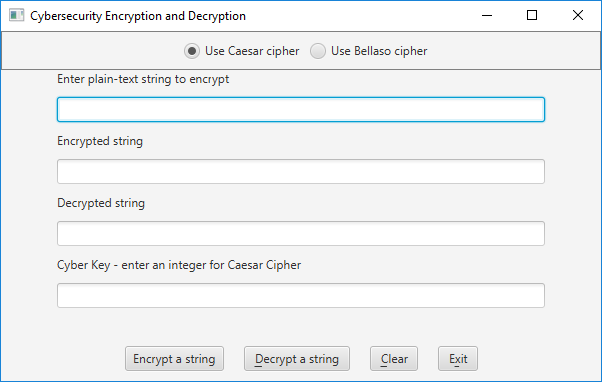 Cybersecurity Encryption and Decryption
Use Caesar cipher Use Bellaso cipher
Enter plain-text string to encrypt
Encrypted string
Decrypted string
Cyber Key - enter an integer for Caesar Cipher
Encrypt a string Decrypt a string Clear Exit